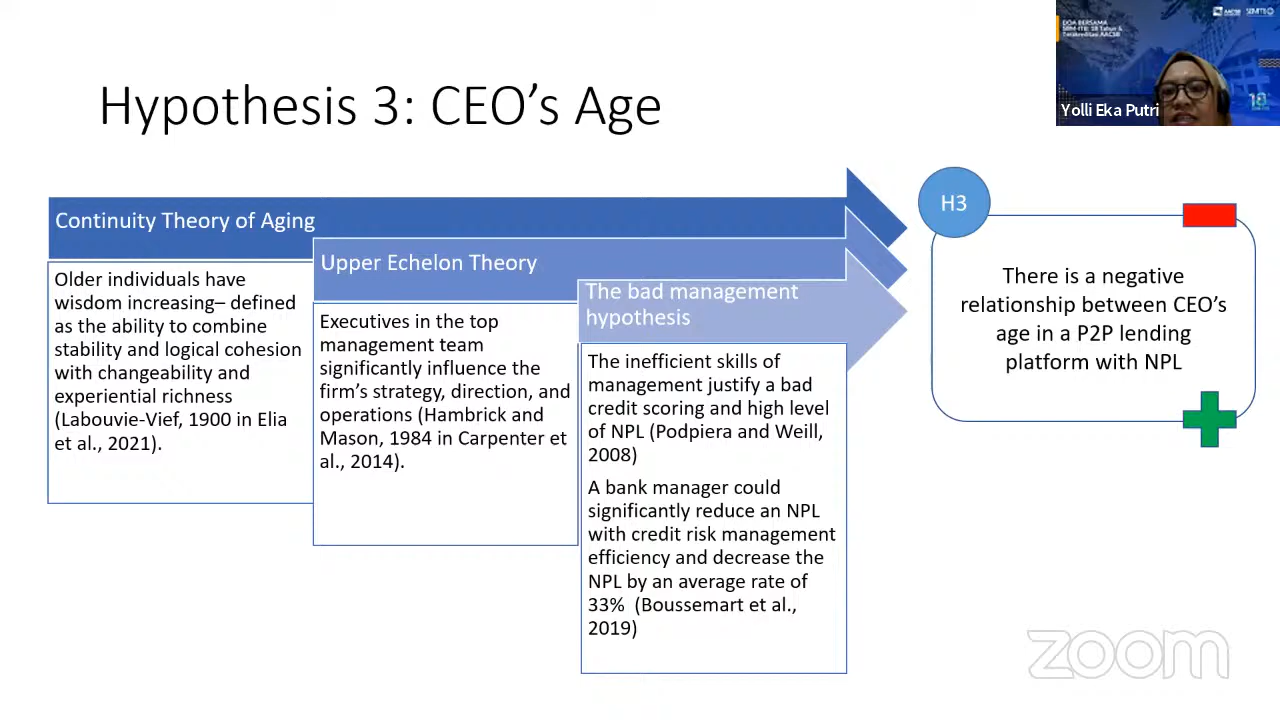 Hypothesis 3: CEO’s Age
DOA BERSAMA
AACSB
Yolli Eka Putri
18
Continuity Theory of Aging
Older individuals have
wisdom increasing– defined
as the ability to combine
stability and logical cohesion
with changeability and
experiential richness
(Labouvie-Vief, 1900 in Elia
et al., 2021).
Upper Echelon Theory
Executives in the top
management team
significantly influence the
firm’s strategy, direction, and
operations (Hambrick and
Mason, 1984 in Carpenter et
al., 2014).
The bad management
hypothesis
The inefficient skills of
management justify a bad
credit scoring and high level
of NPL (Podpiera and Weill,
2008)
A bank manager could
significantly reduce an NPL
with credit risk management
efficiency and decrease the
NPL by an average rate of
33% (Boussemart et al.,
2019)
H3
There is a negative
relationship between CEO’s
age in a P2P lending
platform with NPL
zoom